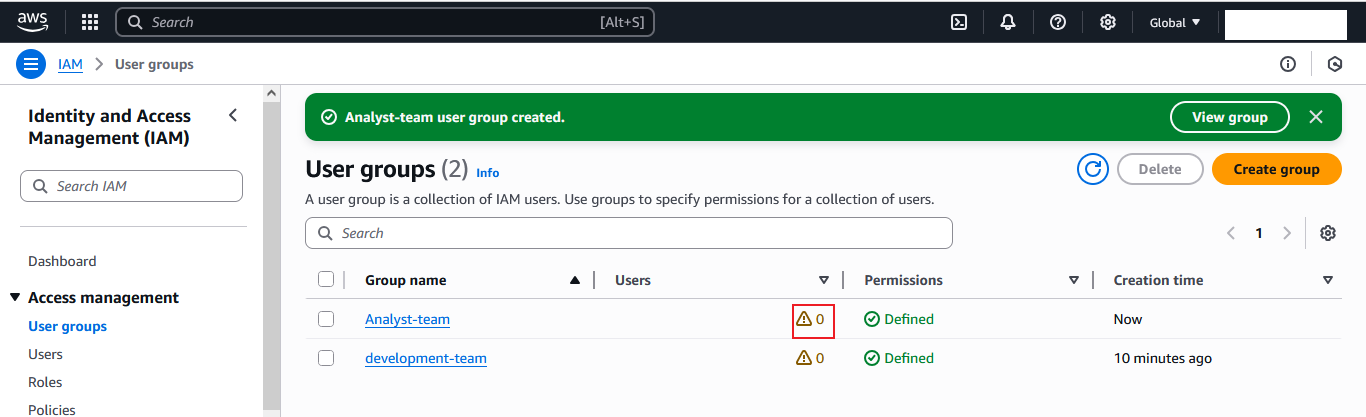 aws
Search [Alt+S] Global
IAM > User groups
Identity and Access
Management (IAM)
Search IAM
Dashboard
Access management
User groups
Users
Roles
Policies
Analyst-team user group created. View group
User groups (2) Info
Delete Create group
A user group is a collection of IAM users. Use groups to specify permissions for a collection of users.
Search
1
Group name Users Permissions Creation time
Analyst-team 0 Defined Now
development-team 0 Defined 10 minutes ago